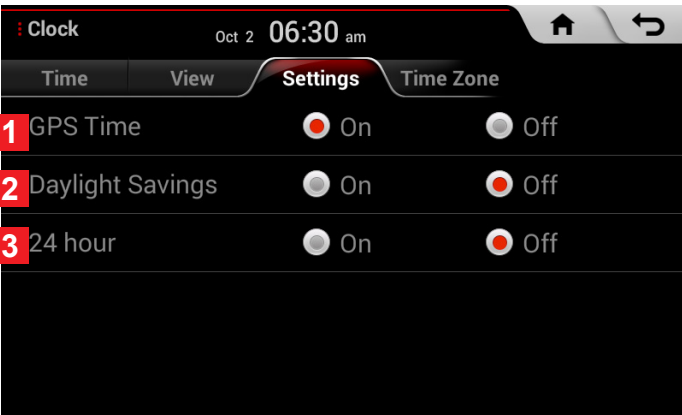 Clock Oct 2 06:30 am
Time View Settings Time Zone
1 GPS Time On Off
2 Daylight Savings On Off
3 24 hour On Off